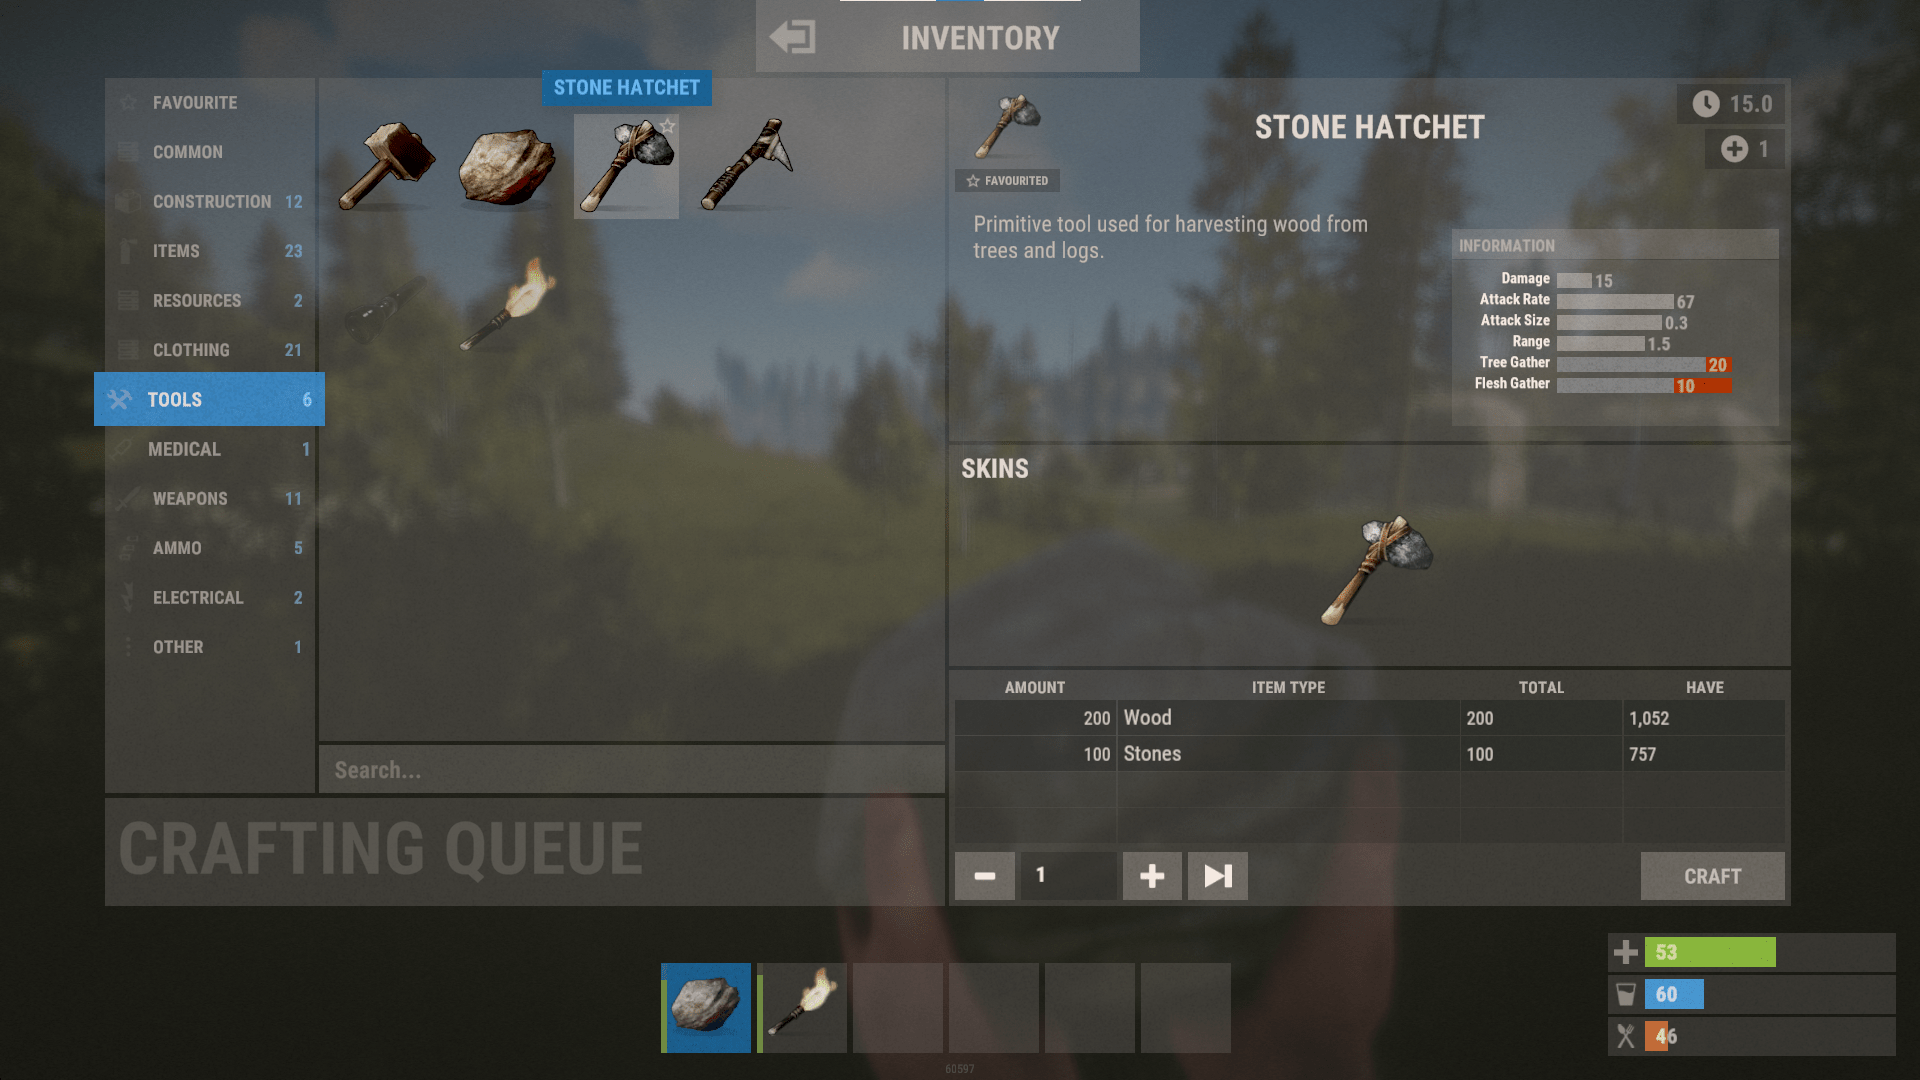 INVENTORY
FAVOURITE
COMMON
CONSTRUCTION 12
ITEMS 23
RESOURCES 2
CLOTHING 21
TOOLS 6
MEDICAL 1
WEAPONS 11
AMMO 5
ELECTRICAL 2
OTHER 1
STONE HATCHET
Search...
CRAFTING QUEUE
STONE HATCHET
15.0
1
FAVOURITED
Primitive tool used for harvesting wood from
trees and logs.
INFORMATION
Damage 15
Attack Rate 67
Attack Size 0.3
Range 1.5
Tree Gather 20
Flesh Gather 10
SKINS
AMOUNT ITEM TYPE TOTAL HAVE
200 Wood 200 1,052
100 Stones 100 757
1
CRAFT
53
60
46
60597